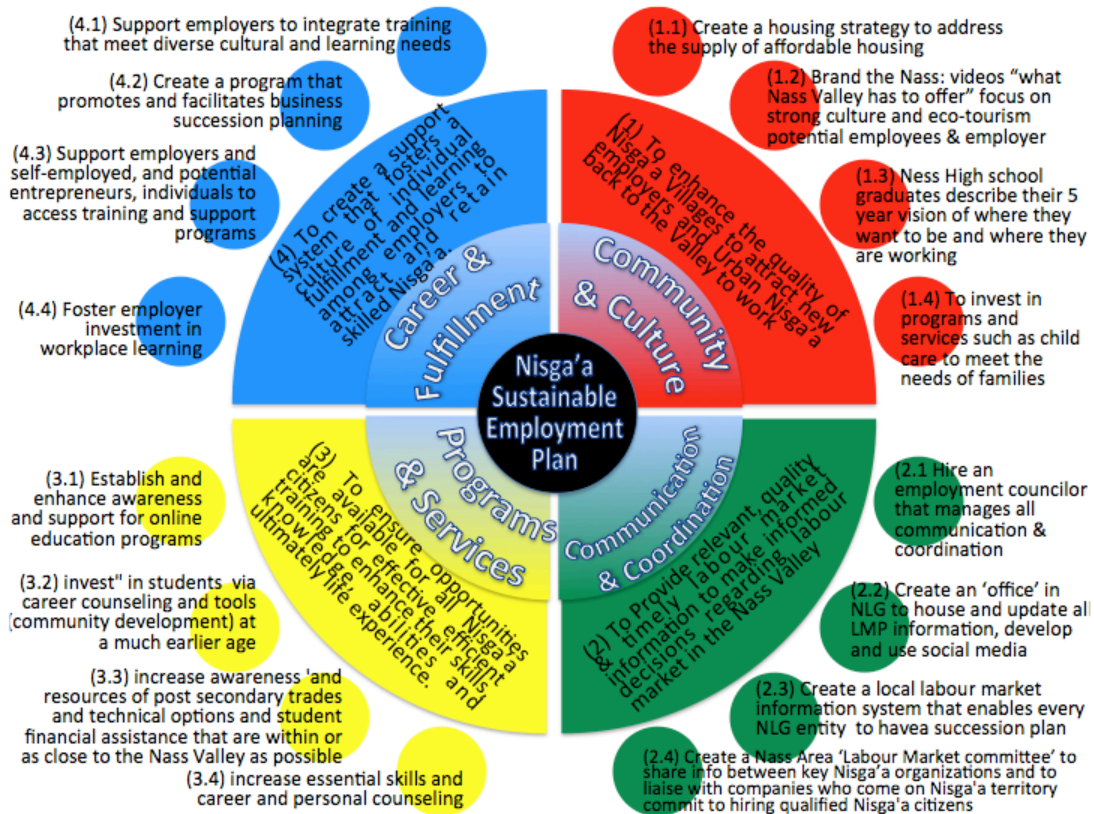 Nisga'a
Sustainable
Employment
Plan
Community
& Culture
(1) To enhance the quality of
Nisga'a Villages to attract new
employers and Urban Nisga'a
back to the Valley to work
(1.1) Create a housing strategy to address
the supply of affordable housing
(1.2) Brand the Nass: videos “what
Nass Valley has to offer” focus on
strong culture and eco-tourism
potential employees & employer
(1.3) Ness High school
graduates describe their 5
year vision of where they
want to be and where they
are working
(1.4) To invest in
programs and
services such as child
care to meet the
needs of families
Communication
& Coordination
(2) To Provide relevant, quality
& timely labour market
information to make informed
decisions regarding labour
market in the Nass Valley
(2.1 Hire an
employment councilor
that manages all
communication &
coordination
(2.2) Create an ‘office’ in
NLG to house and update all
LMP information, develop
and use social media
(2.3) Create a local labour market
information system that enables every
NLG entity to havea succession plan
(2.4) Create a Nass Area ‘Labour Market committee’ to
share info between key Nisga’a organizations and to
liaise with companies who come on Nisga'a territory
commit to hiring qualified Nisga'a citizens
Programs
& Services
(3) To ensure opportunities
are available for all Nisga'a
citizens for effective, efficient
training to enhance their skills,
knowledge, abilities and
ultimately life experience.
(3.1) Establish and
enhance awareness
and support for online
education programs
(3.2) invest" in students via
career counseling and tools
(community development) at
a much earlier age
(3.3) increase awareness 'and
resources of post secondary trades
and technical options and student
financial assistance that are within or
as close to the Nass Valley as possible
(3.4) increase essential skills and
career and personal counseling
Career &
Fulfillment
(4) To create a support
system that fosters a
culture of individual
fulfillment and learning
among employers to
attract and retain
skilled Nisga'a.
(4.1) Support employers to integrate training
that meet diverse cultural and learning needs
(4.2) Create a program that
promotes and facilitates business
succession planning
(4.3) Support employers and
self-employed, and potential
entrepreneurs, individuals to
access training and support
programs
(4.4) Foster employer
investment in
workplace learning